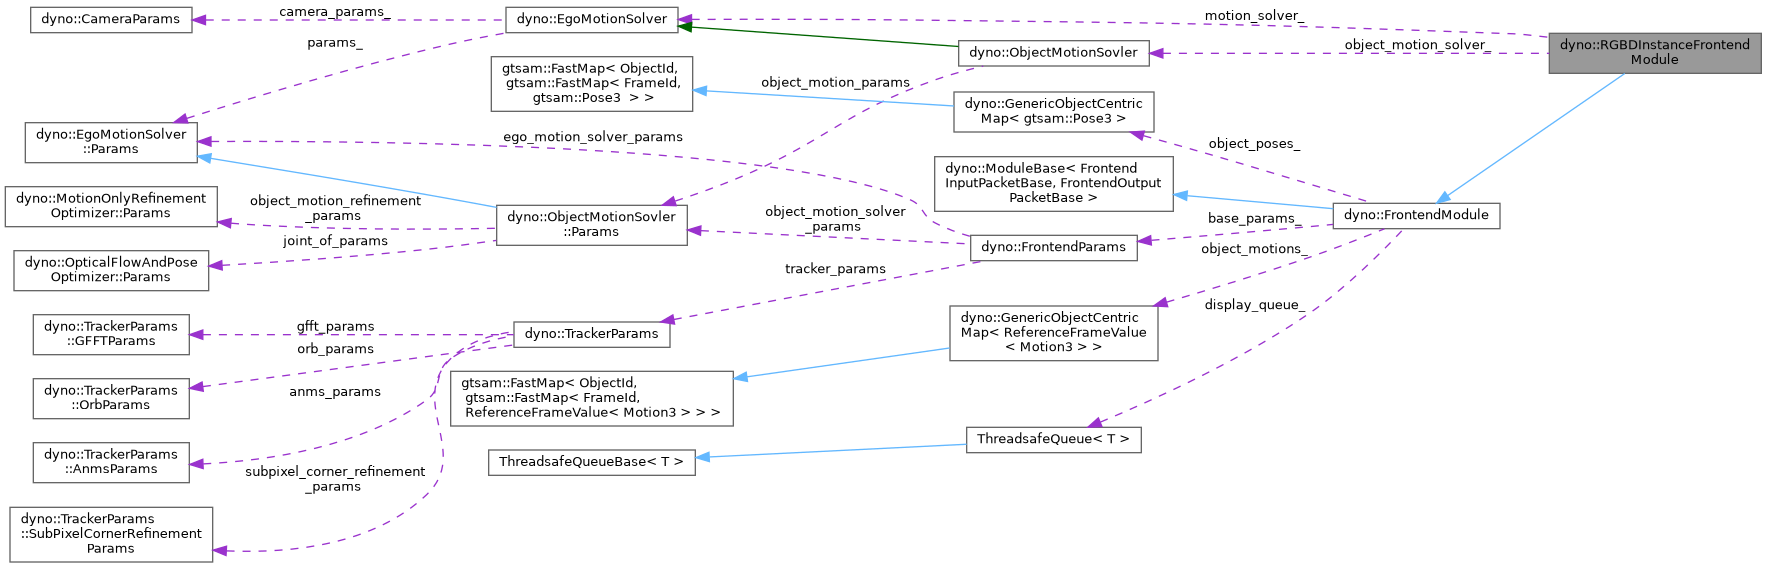 dyno::CameraParams
camera_params_
dyno::EgoMotionSolver
motion_solver_
params_
dyno::ObjectMotionSovler
object_motion_solver_
dyno::RGBDInstanceFrontend
Module
gtsam::FastMap< ObjectId,
gtsam::FastMap< FrameId,
gtsam::Pose3 > >
object_motion_params
dyno::GenericObjectCentric
Map< gtsam::Pose3 >
dyno::EgoMotionSolver
::Params
ego_motion_solver_params
object_poses_
dyno::ModuleBase< Frontend
InputPacketBase, FrontendOutput
PacketBase >
dyno::MotionOnlyRefinement
Optimizer::Params
object_motion_refinement
_params
dyno::ObjectMotionSovler
::Params
object_motion_solver
_params
base_params_
dyno::FrontendModule
joint_of_params
dyno::FrontendParams
object_motions_
dyno::OpticalFlowAndPose
Optimizer::Params
tracker_params
display_queue_
dyno::TrackerParams
::GFFTParams
gfft_params
dyno::TrackerParams
dyno::GenericObjectCentric
Map< ReferenceFrameValue
< Motion3 > >
orb_params
dyno::TrackerParams
::OrbParams
anms_params
gtsam::FastMap< ObjectId,
gtsam::FastMap< FrameId,
ReferenceFrameValue< Motion3 > > >
ThreadsafeQueue< T >
dyno::TrackerParams
::AnmsParams
subpixel_corner_refinement
_params
ThreadsafeQueueBase< T >
dyno::TrackerParams
::SubPixelCornerRefinement
Params